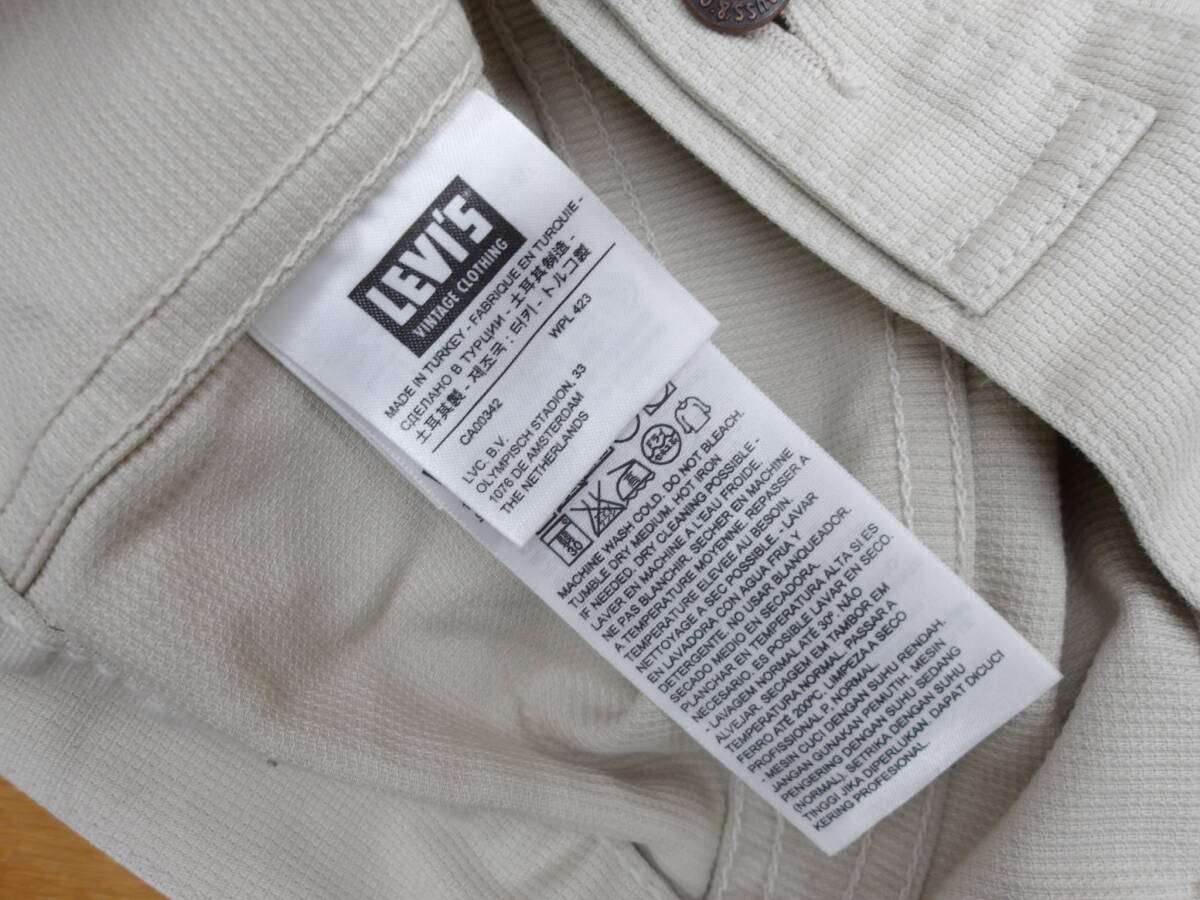 LEVI'S
VINTAGE CLOTHING
MADE IN TURKEY - FABRIQUE EN TURQUIE -
СДЕЛАНО В ТУРЦИИ - 土耳其制造 -
土耳其製 - 제조국 : 터키 - トルコ製
CA00342 WPL 423
LVC. B.V.
OLYMPISCH STADION, 33
1076 DE AMSTERDAM
THE NETHERLANDS
30
MACHINE WASH COLD. DO NOT BLEACH.
TUMBLE DRY MEDIUM. HOT IRON
IF NEEDED. DRY CLEANING POSSIBLE. -
LAVER EN MACHINE A L'EAU FROIDE.
NE PAS BLANCHIR. SECHER EN MACHINE
A TEMPERATURE MOYENNE. REPASSER A
TEMPERATURE ELEVEE AU BESOIN.
NETTOYAGE A SEC POSSIBLE. - LAVAR
EN LAVADORA CON AGUA FRIA Y
DETERGENTE. NO USAR BLANQUEADOR.
SECADO MEDIO EN SECADORA.
PLANCHAR EN TEMPERATURA ALTA SI ES
NECESARIO. ES POSIBLE LAVAR EN SECO.
- LAVAGEM NORMAL ATÉ 30º. NÃO
ALVEJAR. SECAGEM EM TAMBOR EM
TEMPERATURA NORMAL. PASSAR A
FERRO ATÉ 200ºC. LIMPEZA A SECO
PROFISSIONAL P. NORMAL.
- MESIN CUCI DENGAN SUHU RENDAH.
JANGAN GUNAKAN PEMUTIH. MESIN
PENGERING DENGAN SUHU SEDANG
(NORMAL). SETRIKA DENGAN SUHU
TINGGI JIKA DIPERLUKAN. DAPAT DICUCI
KERING PROFESIONAL.